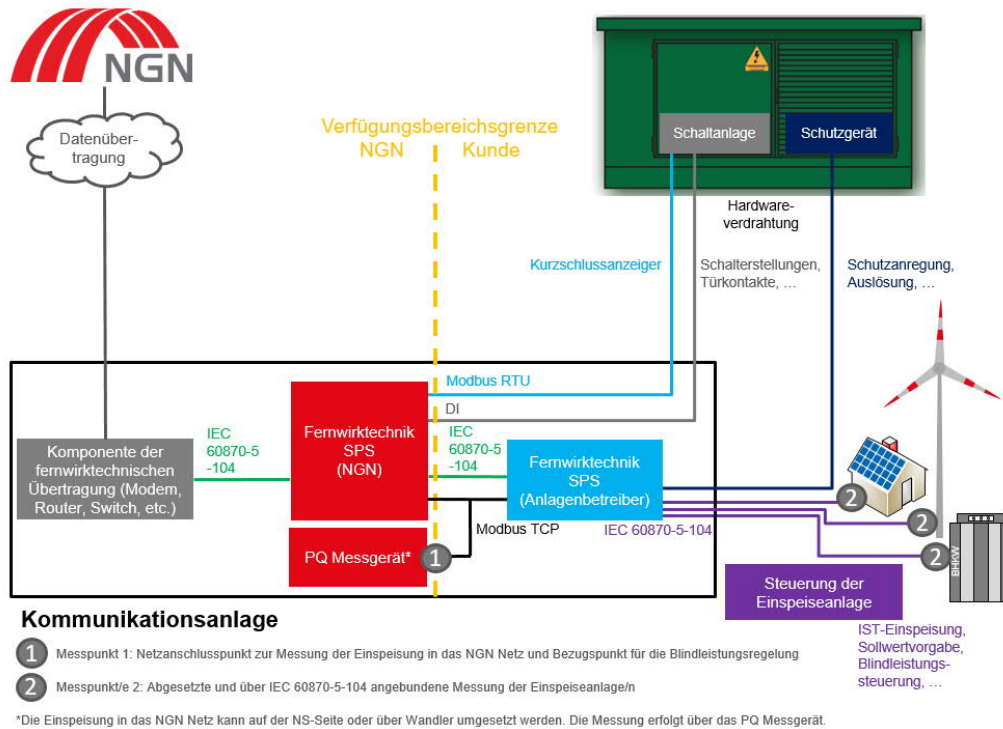 NGN
Datenüber-
tragung
Verfügungsbereichsgrenze
NGN Kunde
Schaltanlage
Schutzgerät
Hardware-
verdrahtung
Kurzschlussanzeiger
Schalterstellungen,
Türkontakte, ...
Schutzanregung,
Auslösung, ...
Modbus RTU
DI
IEC
60870-5
-104
IEC
60870-5
-104
Komponente der
fernwirktechnischen
Übertragung (Modem,
Router, Switch, etc.)
Fernwirktechnik
SPS
(NGN)
Fernwirktechnik
SPS
(Anlagenbetreiber)
Modbus TCP
IEC 60870-5-104
PQ Messgerät*
1
2
2
2
BHKW
Steuerung der
Einspeiseanlage
IST-Einspeisung,
Sollwertvorgabe,
Blindleistungs-
steuerung, ...
Kommunikationsanlage
1 Messpunkt 1: Netzanschlusspunkt zur Messung der Einspeisung in das NGN Netz und Bezugspunkt für die Blindleistungsregelung
2 Messpunkt/e 2: Abgesetzte und über IEC 60870-5-104 angebundene Messung der Einspeiseanlage/n
*Die Einspeisung in das NGN Netz kann auf der NS-Seite oder über Wandler umgesetzt werden. Die Messung erfolgt über das PQ Messgerät.